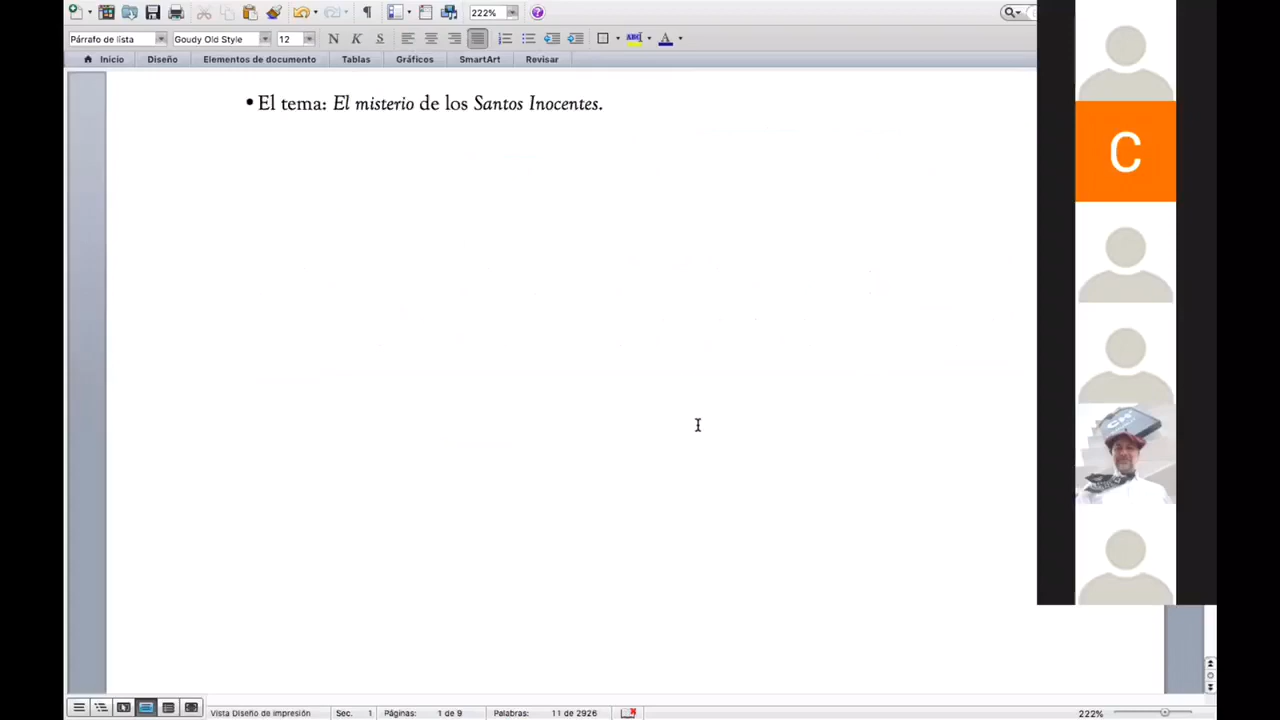 222%
Párrafo de lista Goudy Old Style 12 N K S ABC A
Inicio Diseño Elementos de documento Tablas Gráficos SmartArt Revisar
• El tema: El misterio de los Santos Inocentes.
C
Vista Diseño de impresión Sec. 1 Páginas: 1 de 9 Palabras: 11 de 2926 222%